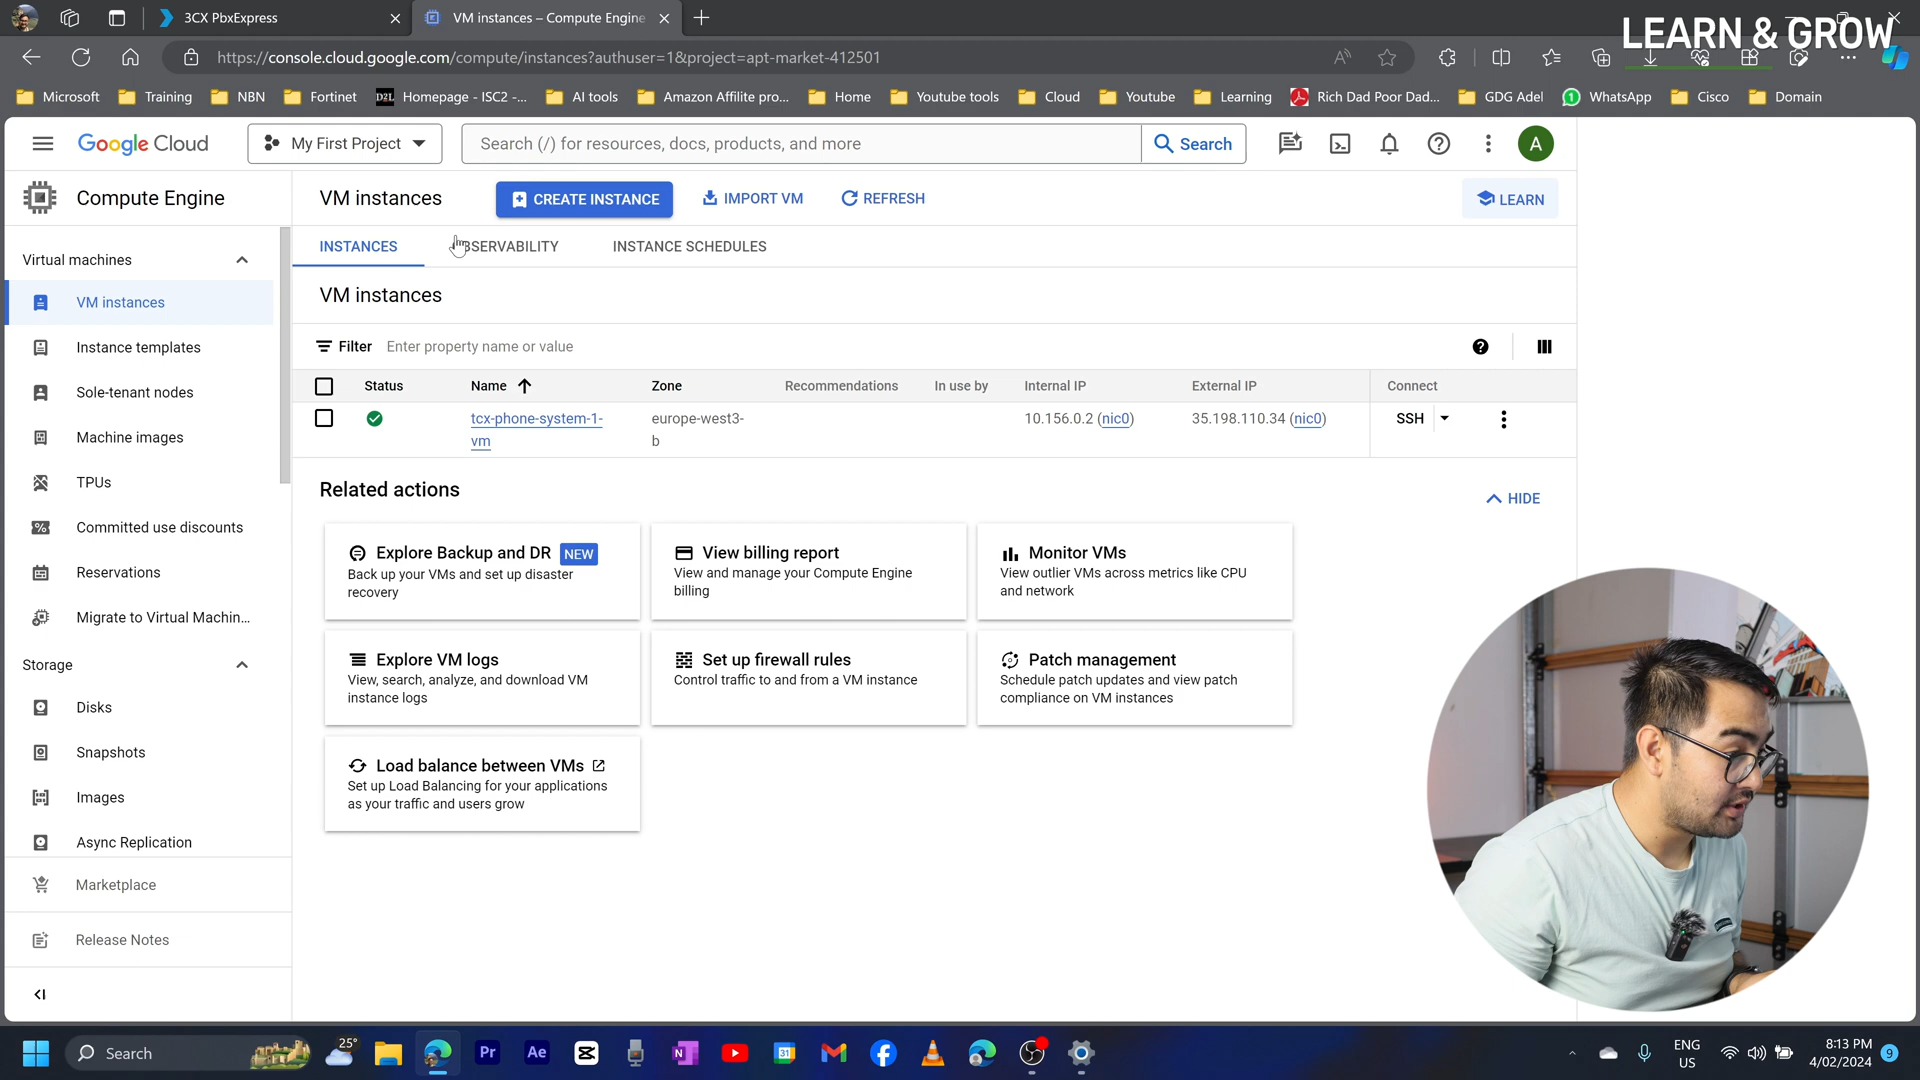 3CX PbxExpress
VM instances – Compute Engine
LEARN & GROW
https://console.cloud.google.com/compute/instances?authuser=1&project=apt-market-412501
Microsoft
Training
NBN
Fortinet
Homepage - ISC2 -...
AI tools
Amazon Affilite pro...
Home
Youtube tools
Cloud
Youtube
Learning
Rich Dad Poor Dad...
GDG Adel
WhatsApp
Cisco
Domain
Google Cloud
My First Project
Search (/) for resources, docs, products, and more
Search
A
Compute Engine
VM instances
CREATE INSTANCE
IMPORT VM
REFRESH
LEARN
Virtual machines
VM instances
Instance templates
Sole-tenant nodes
Machine images
TPUs
Committed use discounts
Reservations
Migrate to Virtual Machin...
Storage
Disks
Snapshots
Images
Async Replication
Marketplace
Release Notes
INSTANCES
OBSERVABILITY
INSTANCE SCHEDULES
VM instances
Filter Enter property name or value
Status Name Zone Recommendations In use by Internal IP External IP Connect
tcx-phone-system-1-
vm
europe-west3-
b
10.156.0.2 (nic0)
35.198.110.34 (nic0)
SSH
Related actions
HIDE
Explore Backup and DR NEW
Back up your VMs and set up disaster
recovery
View billing report
View and manage your Compute Engine
billing
Monitor VMs
View outlier VMs across metrics like CPU
and network
Explore VM logs
View, search, analyze, and download VM
instance logs
Set up firewall rules
Control traffic to and from a VM instance
Patch management
Schedule patch updates and view patch
compliance on VM instances
Load balance between VMs
Set up Load Balancing for your applications
as your traffic and users grow
Search
25°
Pr
Ae
31
ENG
US
8:13 PM
4/02/2024
9